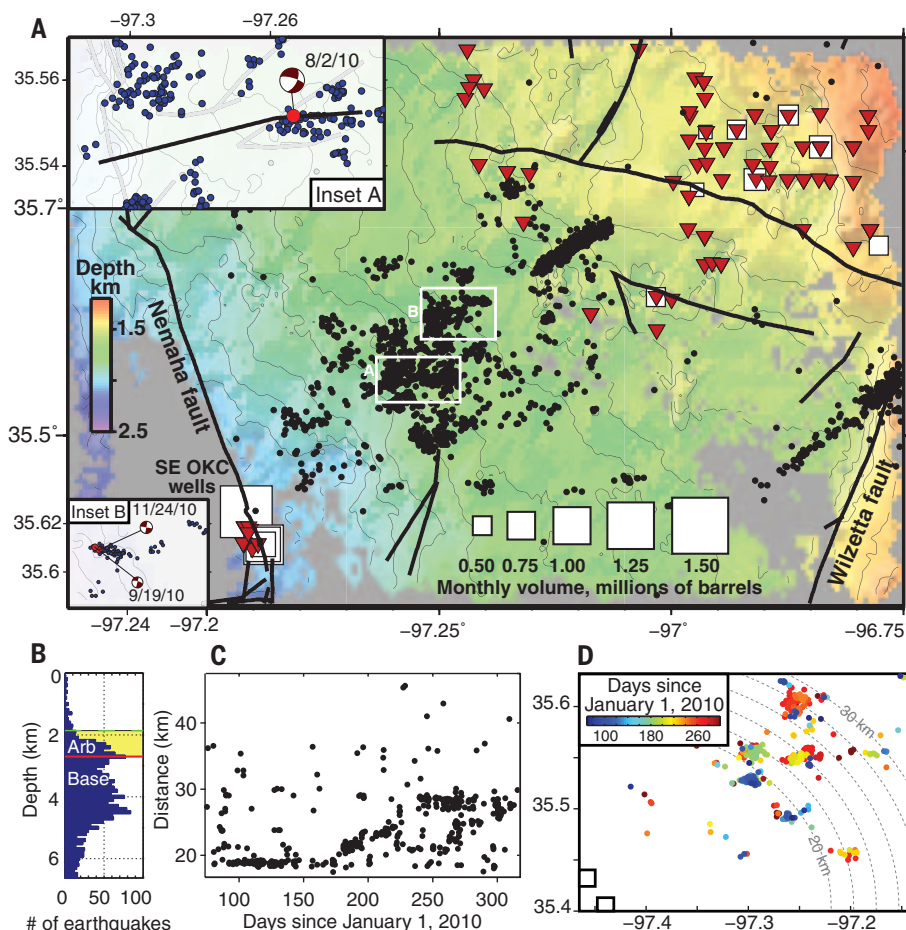 A
−97.3
−97.26
8/2/10
Inset A
35.56
35.54
35.7
35.5
35.62
35.6
Depth
km
1.5
2.5
Nemaha fault
B
A
SE OKC
wells
Inset B
11/24/10
9/19/10
0.50 0.75 1.00 1.25 1.50
Monthly volume, millions of barrels
Wilzetta fault
−97.24 −97.2 −97.25 −97° −96.75
B
0
2
4
6
Depth (km)
Arb
Base
0 50 100
# of earthquakes
C
40
30
20
Distance (km)
100 150 200 250 300
Days since January 1, 2010
D
Days since
January 1, 2010
100 180 260
35.6
35.5
35.4
30 km
20 km
−97.4 −97.3 −97.2